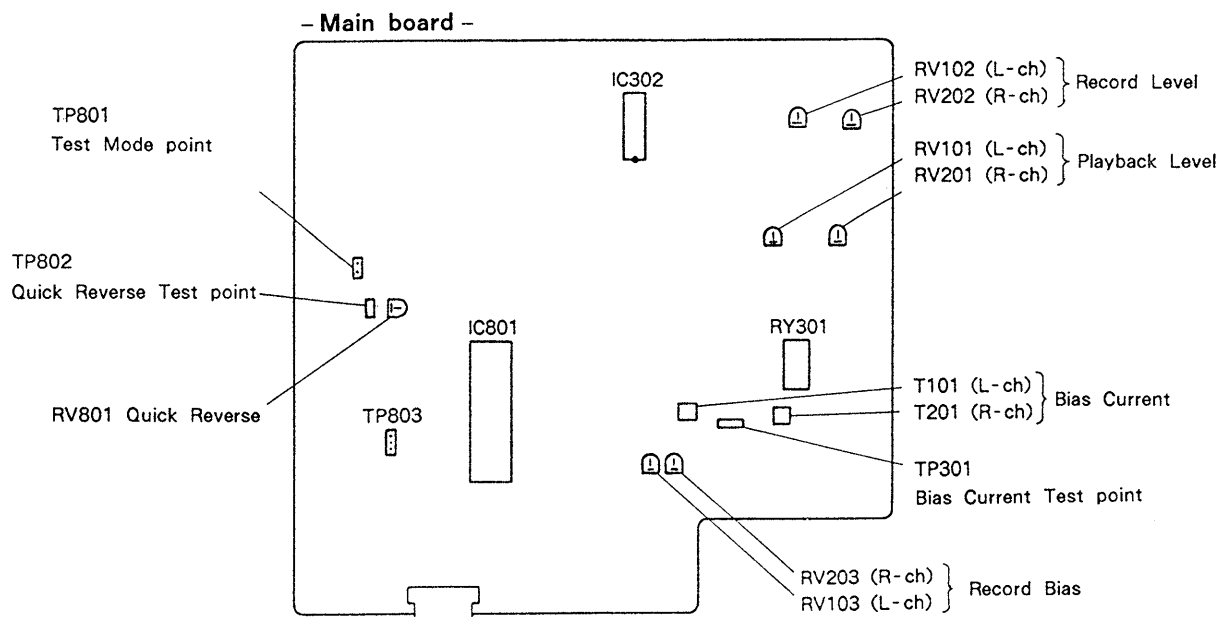 – Main board –
TP801
Test Mode point
TP802
Quick Reverse Test point
RV801 Quick Reverse
TP803
IC801
IC302
RY301
RV102 (L-ch)
RV202 (R-ch)
Record Level
RV101 (L-ch)
RV201 (R-ch)
Playback Level
T101 (L-ch)
T201 (R-ch)
Bias Current
TP301
Bias Current Test point
RV203 (R-ch)
RV103 (L-ch)
Record Bias